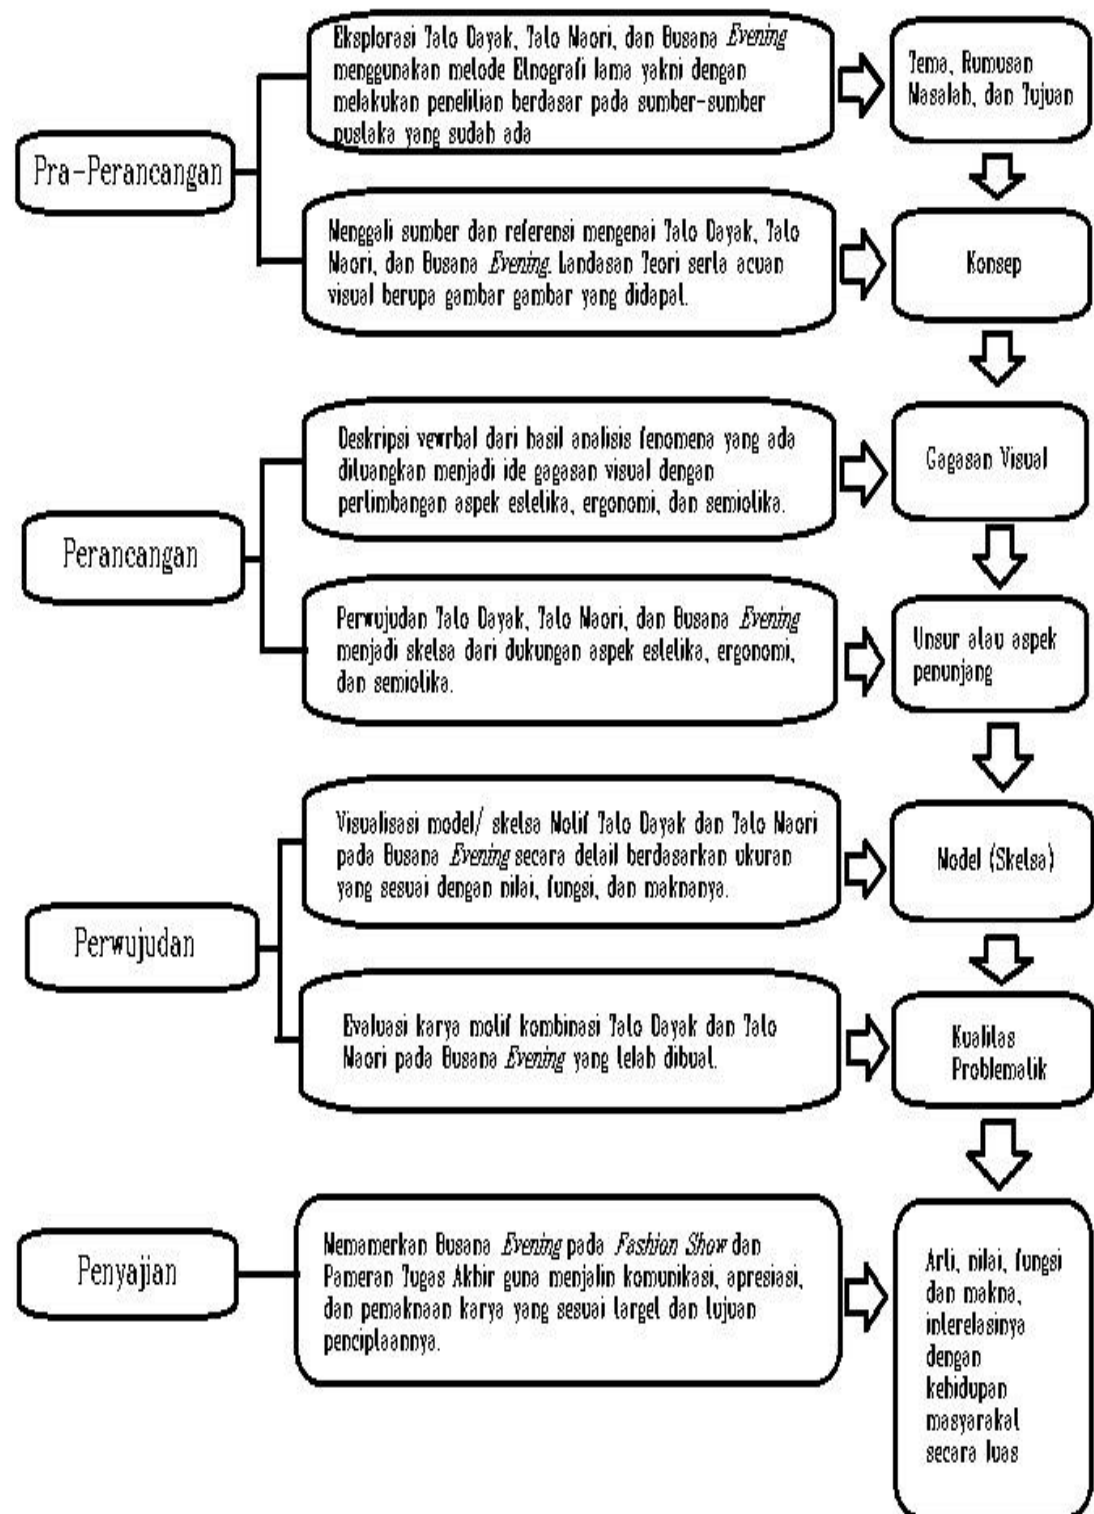 Pra-Perancangan
Eksplorasi Tato Dayak, Tato Maori, dan Busana Evening
menggunakan metode Etnografi lama yakni dengan
melakukan penelitian berdasar pada sumber-sumber
pustaka yang sudah ada
Tema, Rumusan
Masalah, dan Tujuan
Menggali sumber dan referensi mengenai Tato Dayak, Tato
Maori, dan Busana Evening. Landasan Teori serta acuan
visual berupa gambar gambar yang didapat.
Konsep
Perancangan
Deskripsi vewrbal dari hasil analisis fenomena yang ada
dituangkan menjadi ide gagasan visual dengan
pertimbangan aspek estetika, ergonomi, dan semiotika.
Gagasan Visual
Perwujudan Tato Dayak, Tato Maori, dan Busana Evening
menjadi sketsa dari dukungan aspek estetika, ergonomi,
dan semiotika.
Unsur atau aspek
penunjang
Perwujudan
Visualisasi model/ sketsa Motif Tato Dayak dan Tato Maori
pada Busana Evening secara detail berdasarkan ukuran
yang sesuai dengan nilai, fungsi, dan maknanya.
Model (Sketsa)
Evaluasi karya motif kombinasi Tato Dayak dan Tato
Maori pada Busana Evening yang telah dibuat.
Kualitas
Problematik
Penyajian
Memamerkan Busana Evening pada Fashion Show dan
Pameran Tugas Akhir guna menjalin komunikasi, apresiasi,
dan pemaknaan karya yang sesuai target dan tujuan
penciptaannya.
Arti, nilai, fungsi
dan makna,
interelasinya
dengan
kehidupan
masyarakat
secara luas